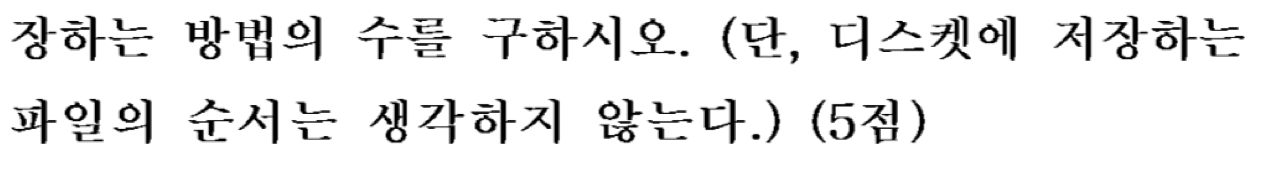 장하는 방법의 수를 구하시오. (단, 디스켓에 저장하는
파일의 순서는 생각하지 않는다.) (5점)